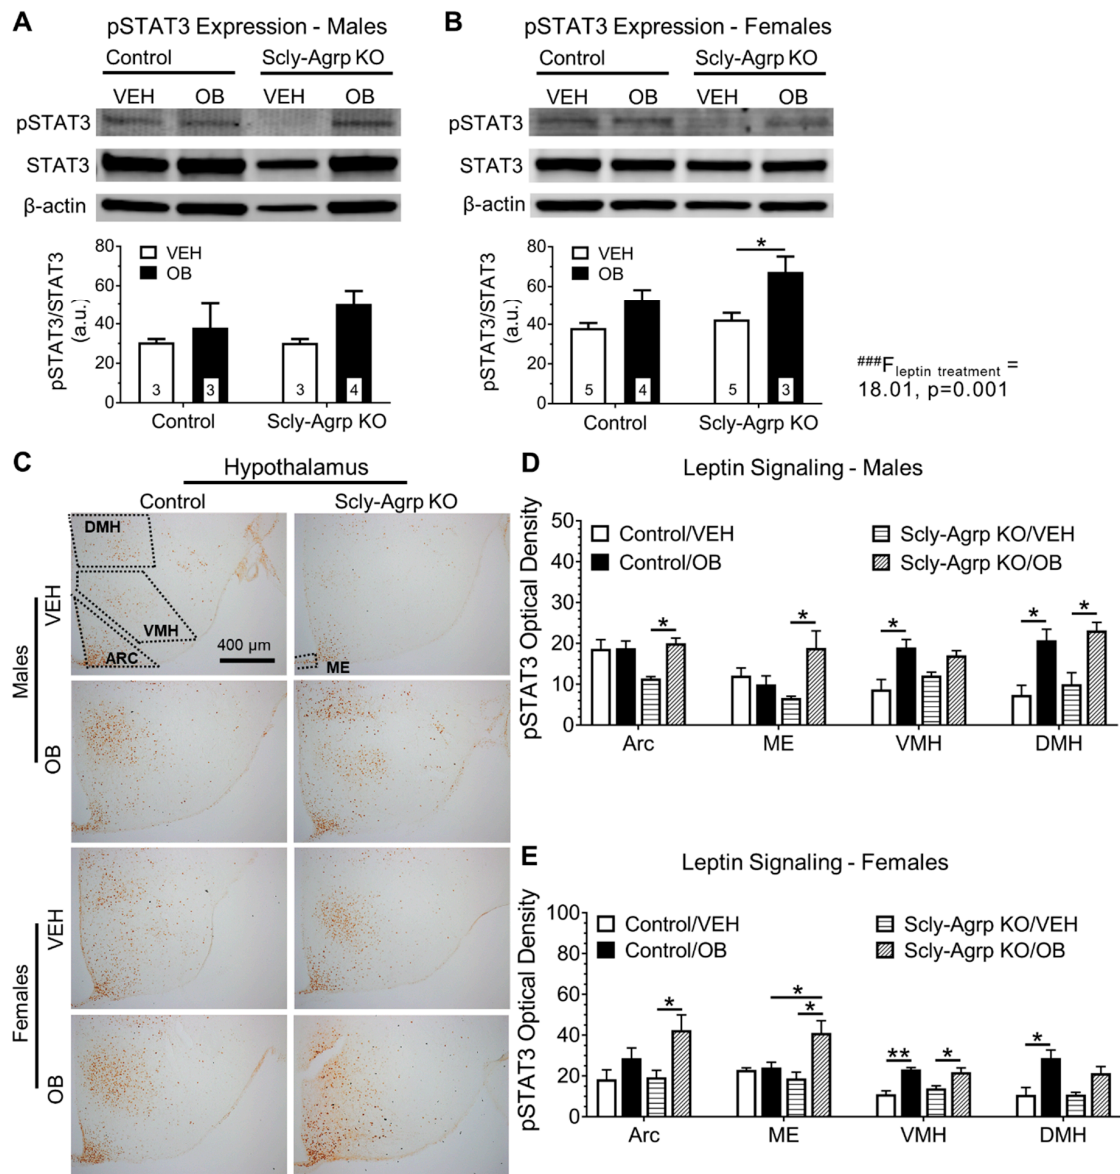 A
pSTAT3 Expression - Males
Control
Scly-Agrp KO
VEH
OB
VEH
OB
pSTAT3
STAT3
β-actin
80
60
40
20
0
pSTAT3/STAT3
(a.u.)
VEH
OB
3
3
3
4
Control
Scly-Agrp KO
B
pSTAT3 Expression - Females
Control
Scly-Agrp KO
VEH
OB
VEH
OB
pSTAT3
STAT3
β-actin
80
60
40
20
0
pSTAT3/STAT3
(a.u.)
VEH
OB
*
5
4
5
3
Control
Scly-Agrp KO
###Fleptin treatment =
18.01, p=0.001
C
Hypothalamus
Control
Scly-Agrp KO
Males
VEH
OB
Females
VEH
OB
DMH
VMH
ARC
400 µm
ME
D
Leptin Signaling - Males
pSTAT3 Optical Density
50
40
30
20
10
0
Control/VEH
Control/OB
Scly-Agrp KO/VEH
Scly-Agrp KO/OB
*
*
*
*
*
Arc
ME
VMH
DMH
E
Leptin Signaling - Females
pSTAT3 Optical Density
100
80
60
40
20
0
Control/VEH
Control/OB
Scly-Agrp KO/VEH
Scly-Agrp KO/OB
*
*
*
**
*
*
Arc
ME
VMH
DMH